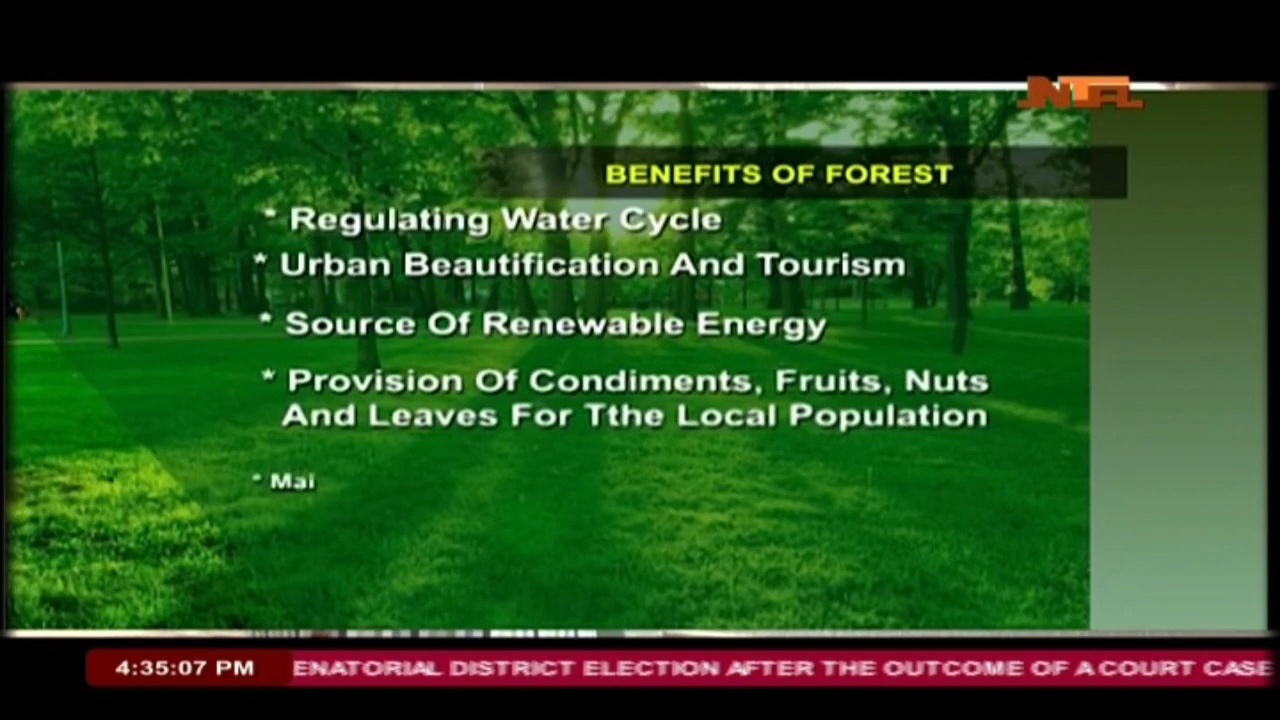 NTA
BENEFITS OF FOREST
* Regulating Water Cycle
* Urban Beautification And Tourism
* Source Of Renewable Energy
* Provision Of Condiments, Fruits, Nuts
And Leaves For Tthe Local Population
* Mai
4:35:07 PM ENATORIAL DISTRICT ELECTION AFTER THE OUTCOME OF A COURT CASE